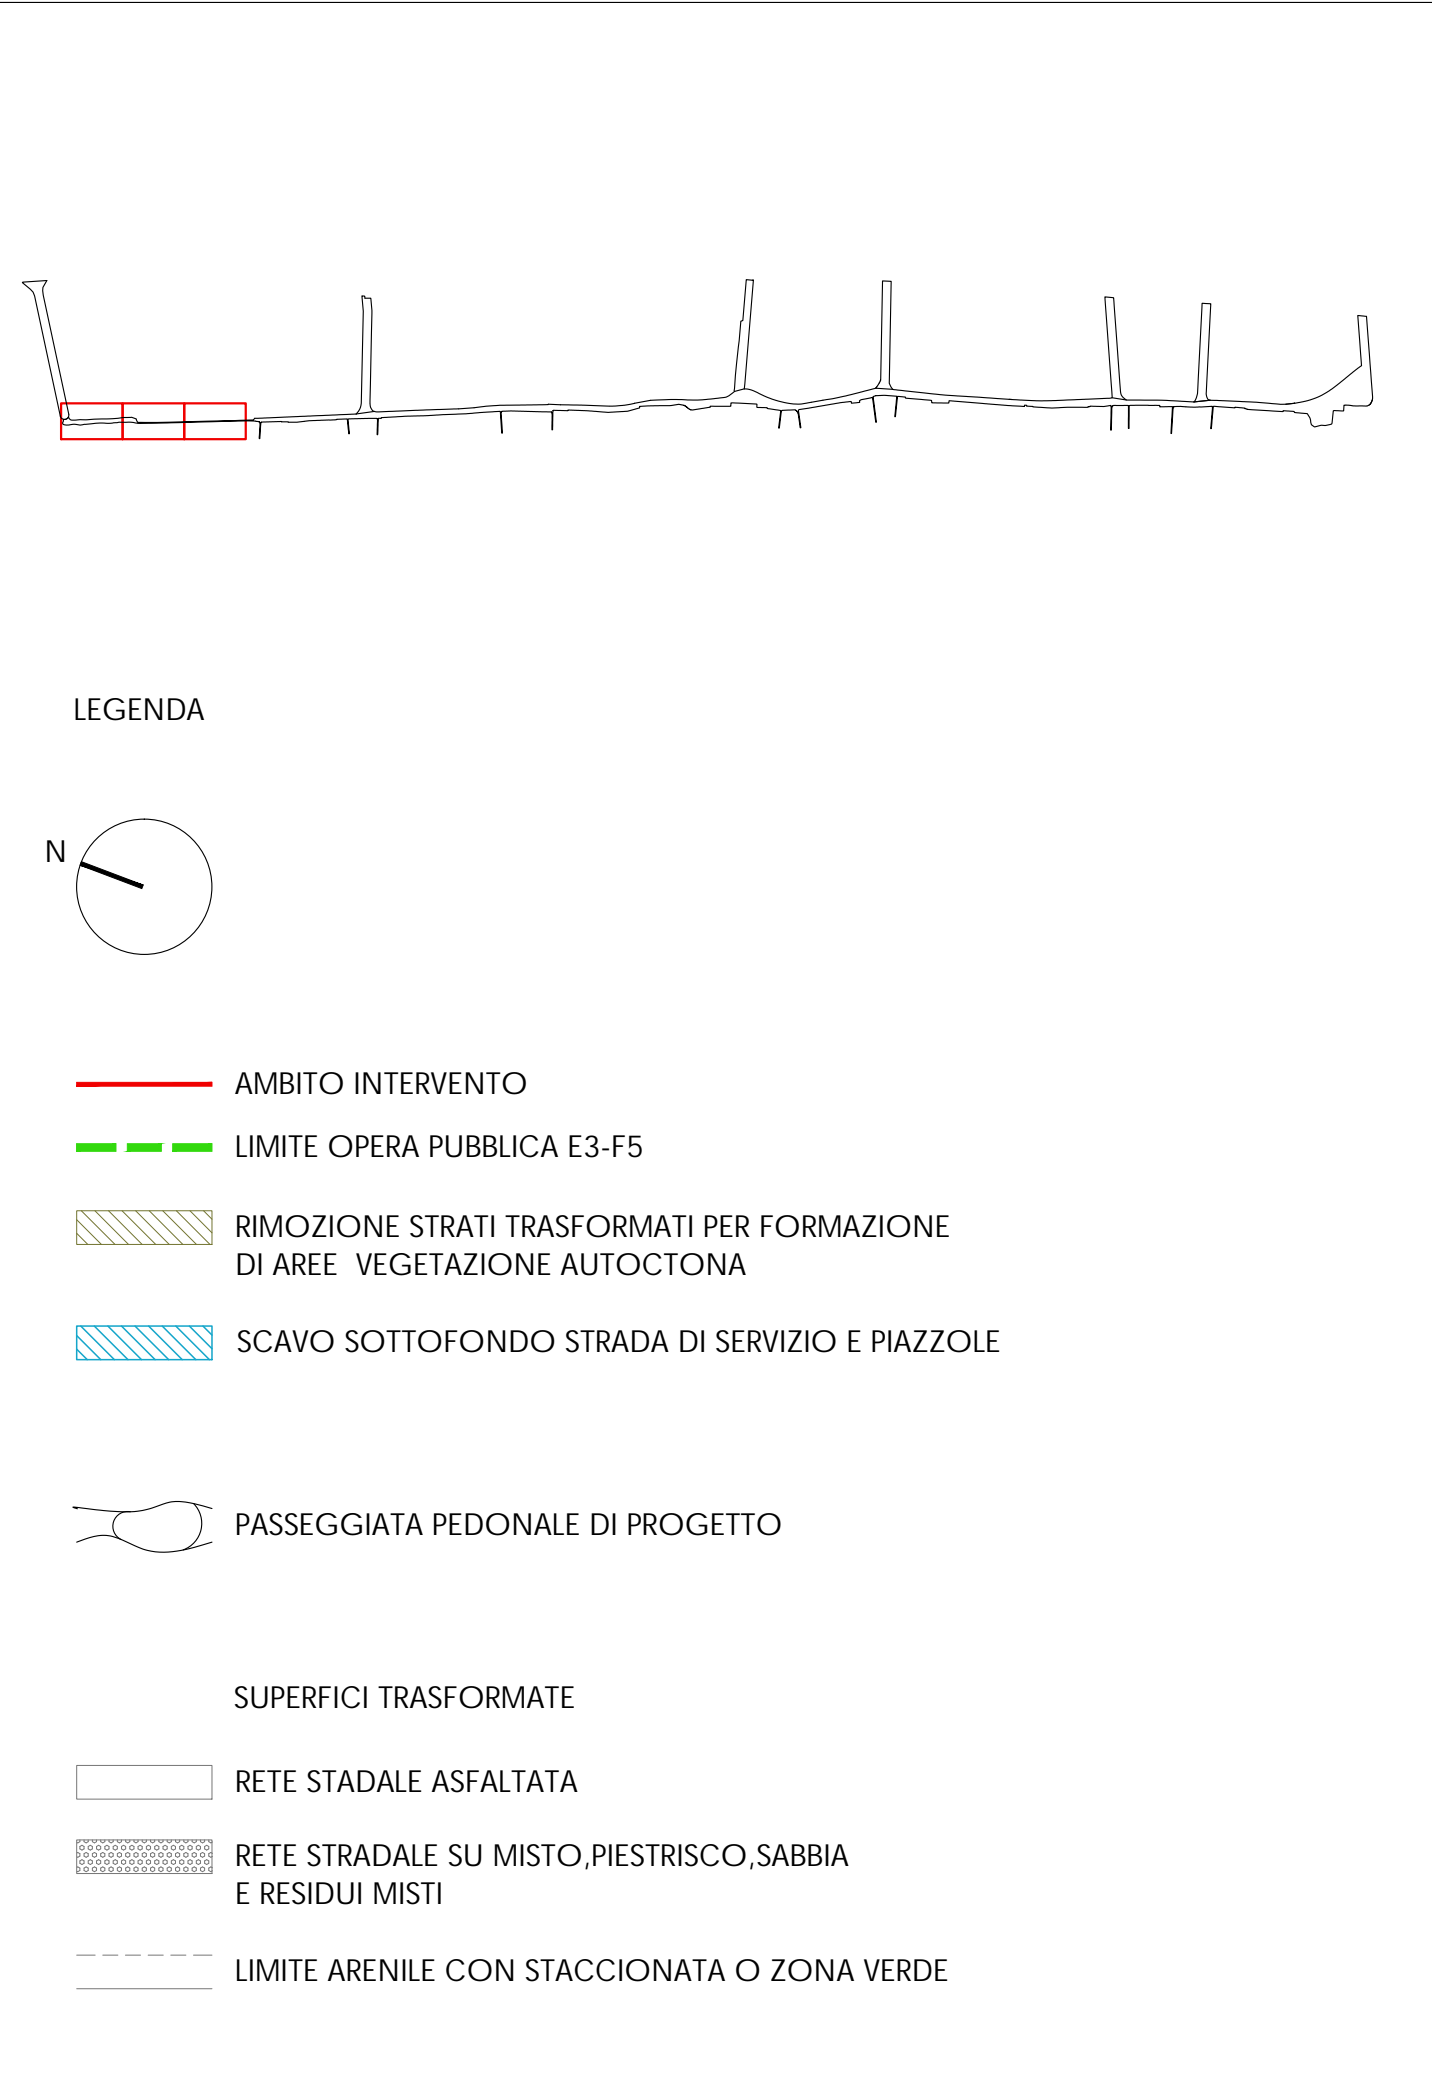 LEGENDA
N
AMBITO INTERVENTO
LIMITE OPERA PUBBLICA E3-F5
RIMOZIONE STRATI TRASFORMATI PER FORMAZIONE
DI AREE VEGETAZIONE AUTOCTONA
SCAVO SOTTOFONDO STRADA DI SERVIZIO E PIAZZOLE
PASSEGGIATA PEDONALE DI PROGETTO
SUPERFICI TRASFORMATE
RETE STADALE ASFALTATA
RETE STRADALE SU MISTO,PIESTRISCO,SABBIA
E RESIDUI MISTI
LIMITE ARENILE CON STACCIONATA O ZONA VERDE